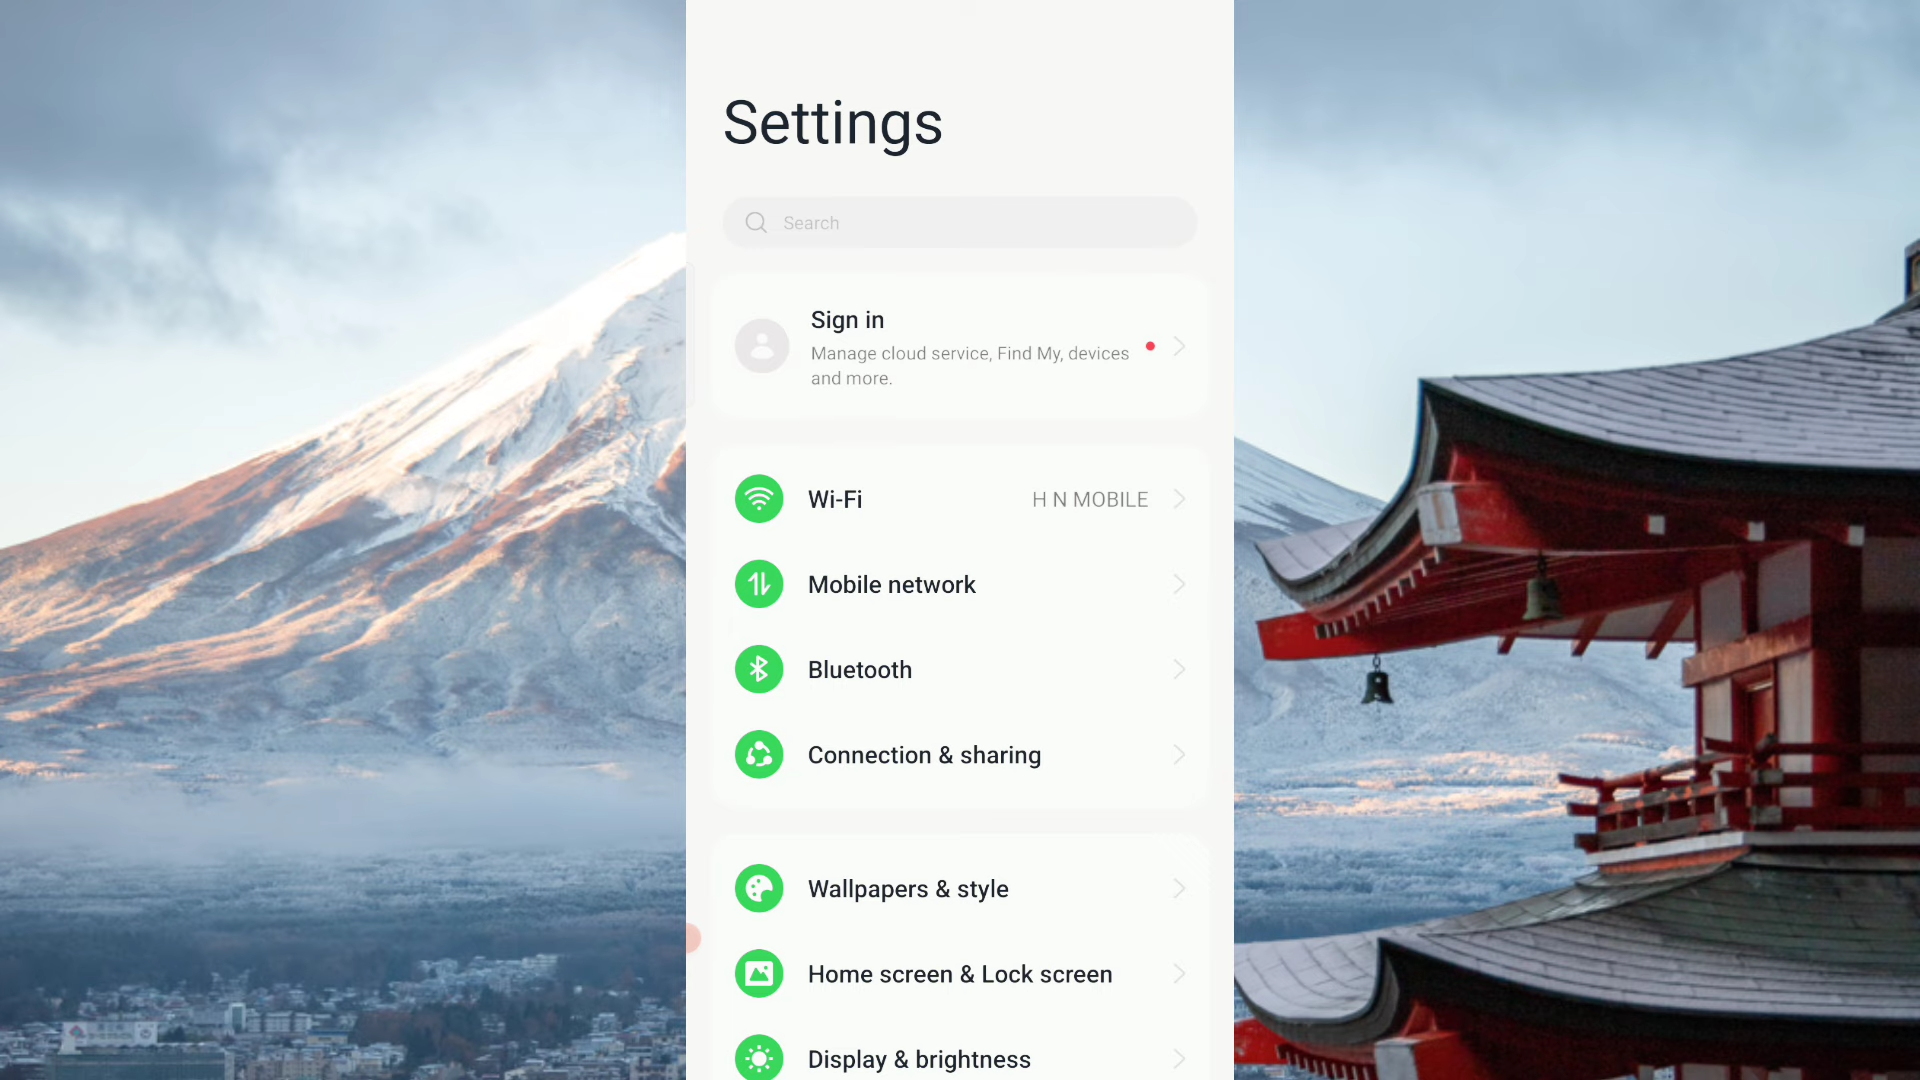 Settings
Search
Sign in
Manage cloud service, Find My, devices
and more.
Wi-Fi H N MOBILE
Mobile network
Bluetooth
Connection & sharing
Wallpapers & style
Home screen & Lock screen
Display & brightness